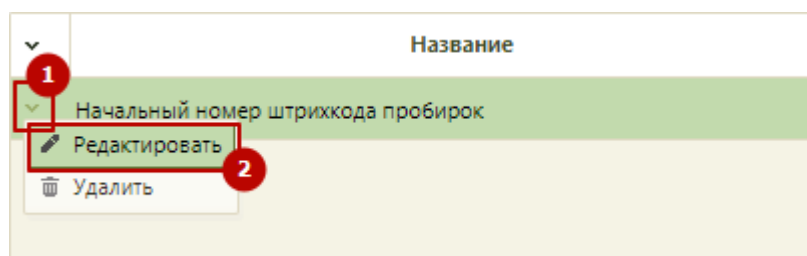 Название
1
Начальный номер штрихкода пробирок
Редактировать
2
Удалить